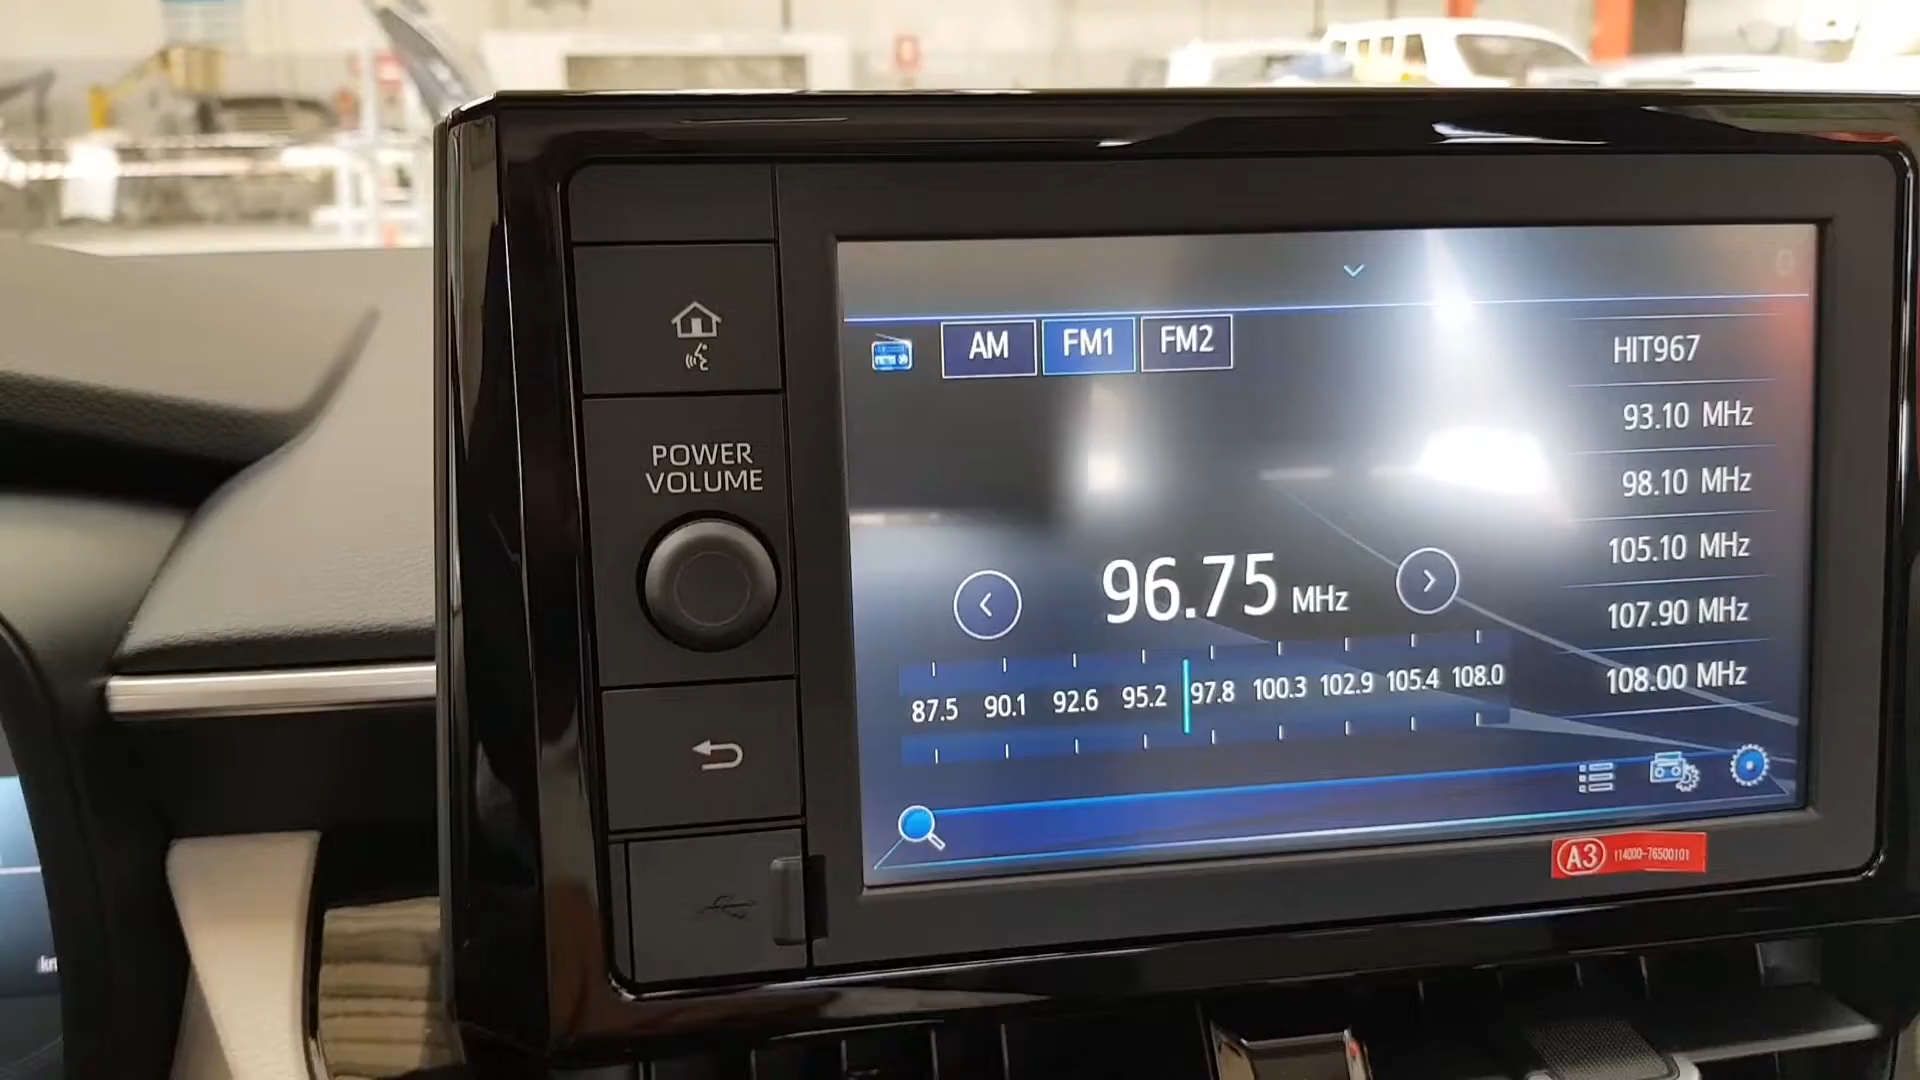 AM FM1 FM2
HIT967
93.10 MHz
98.10 MHz
105.10 MHz
107.90 MHz
108.00 MHz
POWER
VOLUME
96.75 MHz
87.5 90.1 92.6 95.2 97.8 100.3 102.9 105.4 108.0
A3 114000-76500101